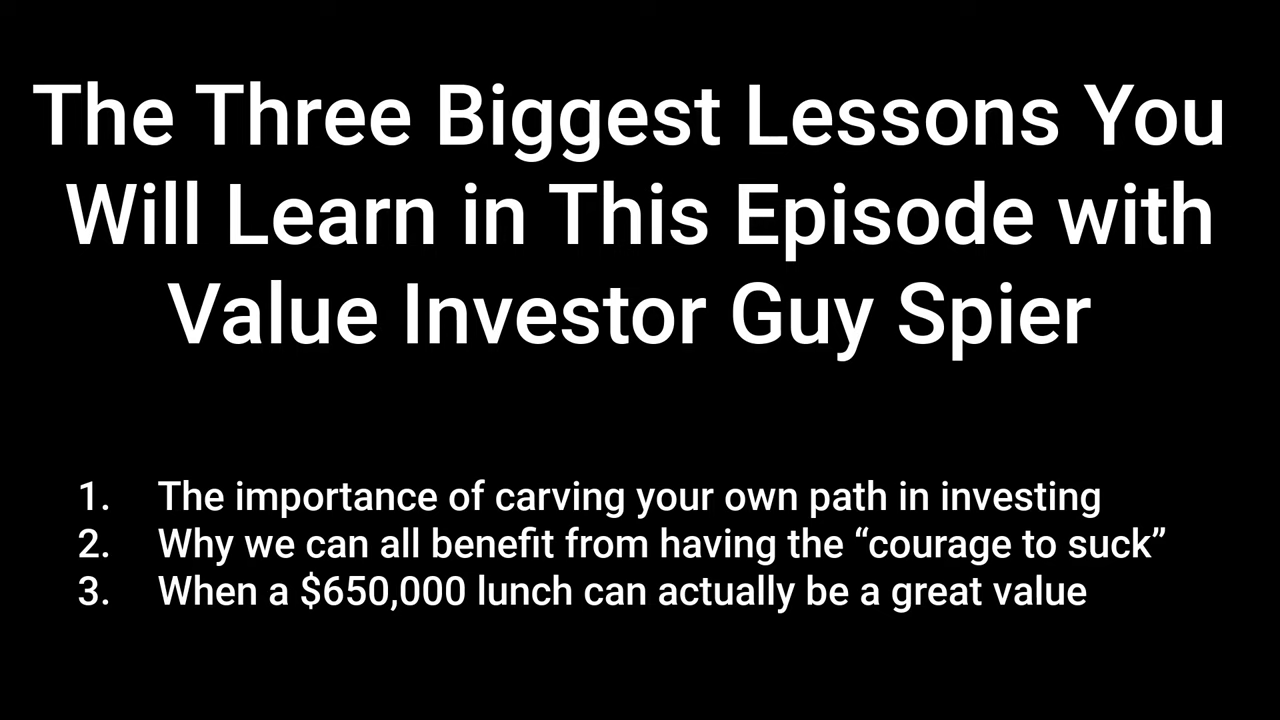 The Three Biggest Lessons You
Will Learn in This Episode with
Value Investor Guy Spier
1. The importance of carving your own path in investing
2. Why we can all benefit from having the “courage to suck”
3. When a $650,000 lunch can actually be a great value